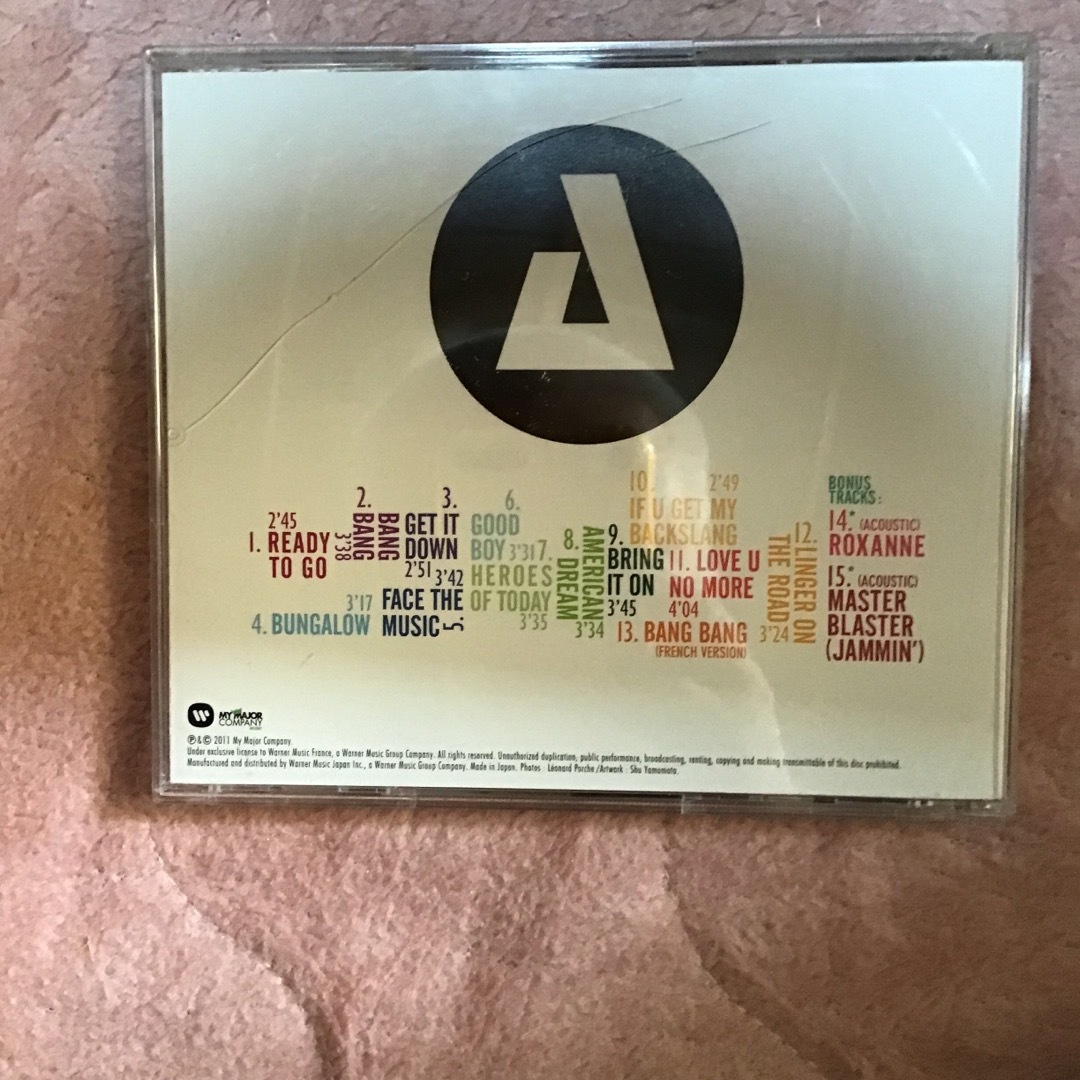 2'45
1. READY
TO GO
2.
BANG
BANG
3'38
3.
GET IT
DOWN
2'51
3'17
4. BUNGALOW
3'42
FACE THE
MUSIC 5.
6.
GOOD
BOY 3'31
7.
HEROES
OF TODAY
3'35
8.
AMERICAN
DREAM
3'34
9.
BRING
IT ON
3'45
10. 2'49
IF U GET MY
BACKSLANG
11. LOVE U
NO MORE
4'04
12.
LINGER ON
THE ROAD
3'24
13. BANG BANG
(FRENCH VERSION)
BONUS
TRACKS:
14.* (ACOUSTIC)
ROXANNE
15.* (ACOUSTIC)
MASTER
BLASTER
(JAMMIN')
MY MAJOR
COMPANY
℗&© 2011 My Major Company.
Under exclusive license to Warner Music France, a Warner Music Group Company. All rights reserved. Unauthorized duplication, public performance, broadcasting, renting, copying and making transmittable of this disc prohibited.
Manufactured and distributed by Warner Music Japan Inc., a Warner Music Group Company. Made in Japan. Photos : Léonard Porche /Artwork : Shu Yamamoto.